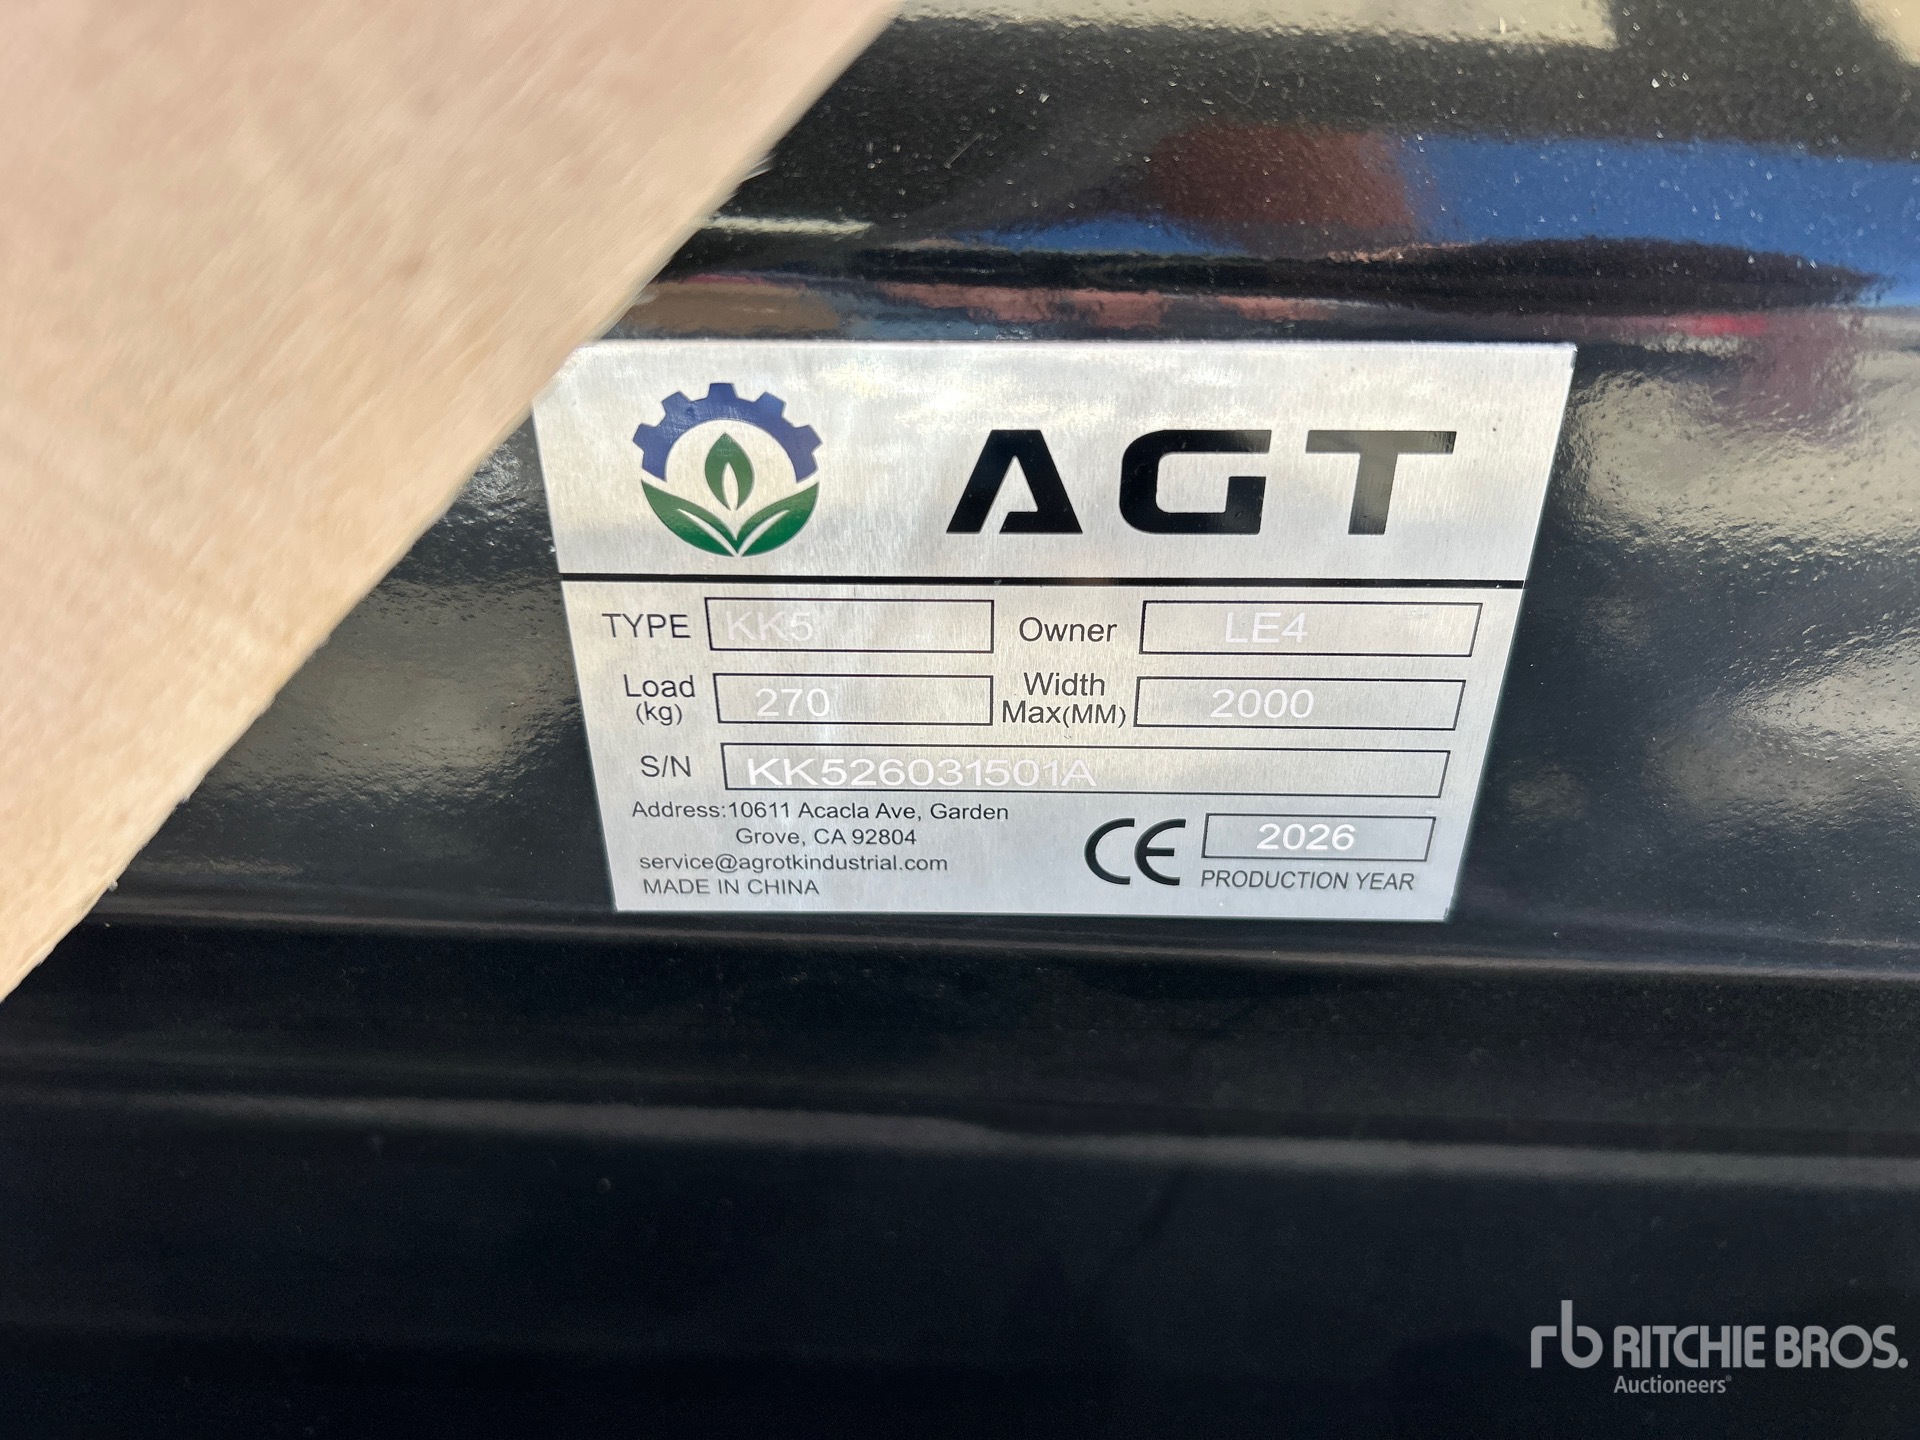 AGT
TYPE KK5 Owner LE4
Load (kg) 270 Width Max(MM) 2000
S/N KK526031501A
Address:10611 Acacla Ave, Garden
Grove, CA 92804
service@agrotkindustrial.com
MADE IN CHINA
CE 2026
PRODUCTION YEAR
rb RITCHIE BROS.
Auctioneers